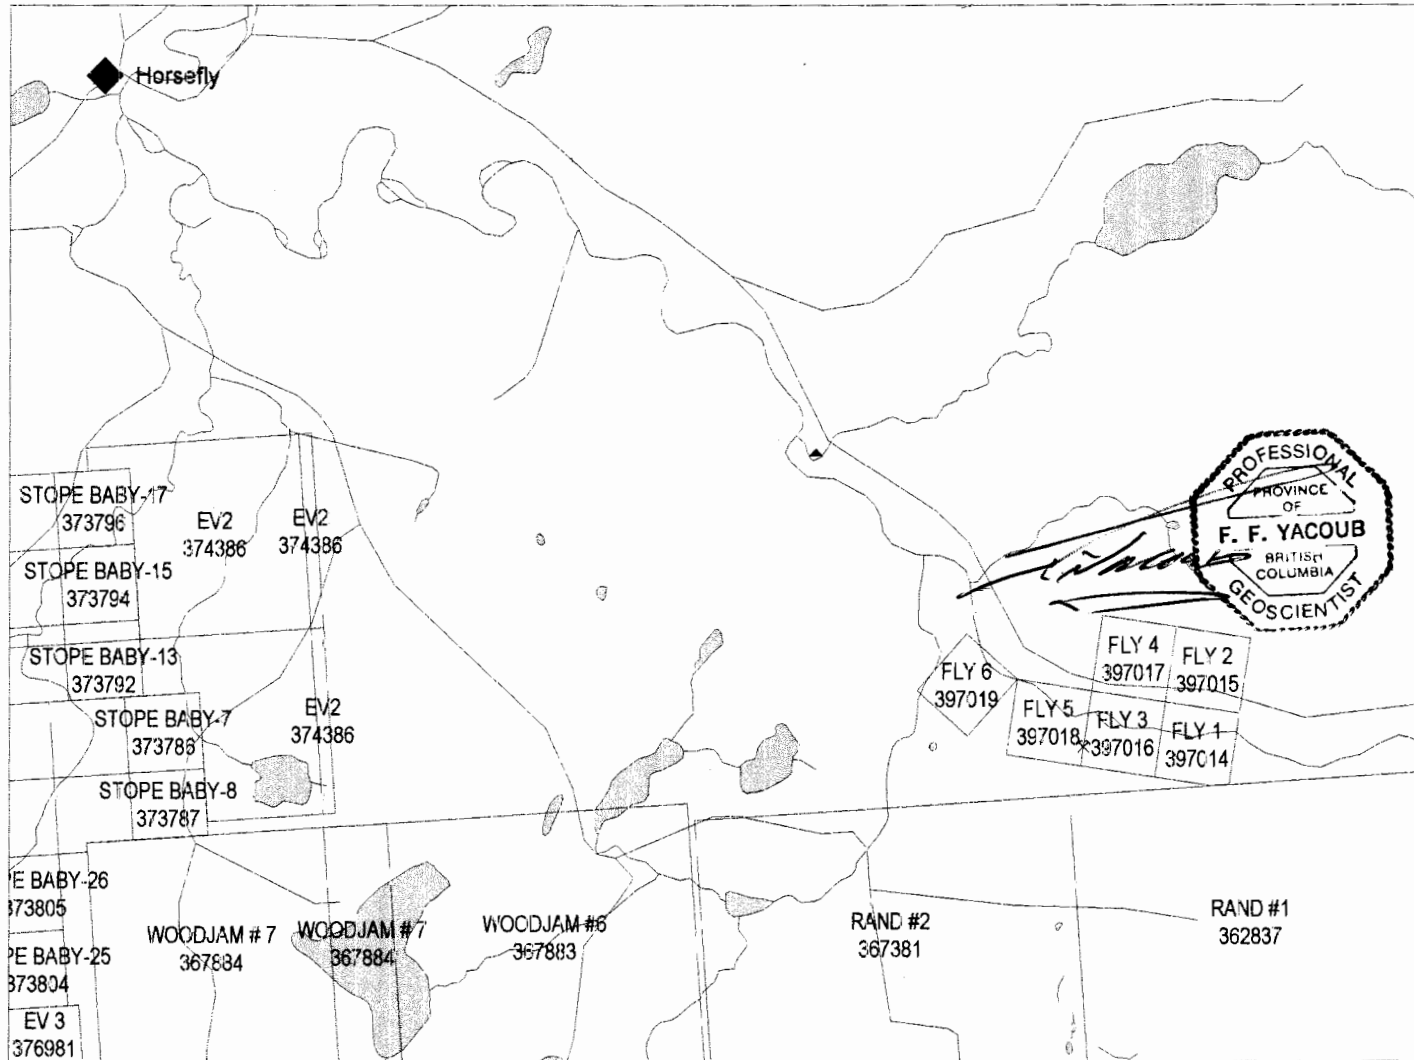 Horsefly
PROFESSIONAL
PROVINCE
OF
F. F. YACOUB
BRITISH
COLUMBIA
GEOSCIENTIST
STOPE BABY-17
373796
EV2
374386
EV2
374386
STOPE BABY-15
373794
STOPE BABY-13
373792
STOPE BABY-7
373786
EV2
374386
STOPE BABY-8
373787
FLY 6
397019
FLY 4
397017
FLY 2
397015
FLY 5
397018
FLY 3
397016
FLY 1
397014
PE BABY-26
373805
PE BABY-25
373804
EV 3
376981
WOODJAM # 7
367884
WOODJAM # 7
367884
WOODJAM #6
367883
RAND #2
367381
RAND #1
362837